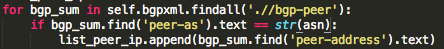 for bgp_sum in self.bgpxml.findall('.//bgp-peer'):
    if bgp_sum.find('peer-as').text == str(asn):
        list_peer_ip.append(bgp_sum.find('peer-address').text)